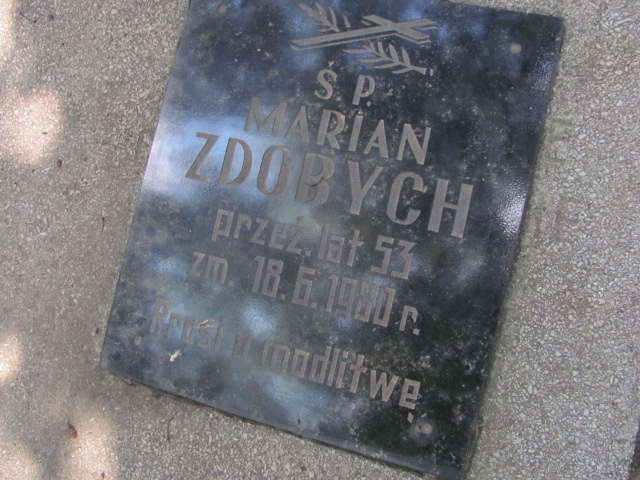 Ś P.
MARIAN
ZDOBYCH
przeż. lat 53
zm. 18.6.1980 r.
Prosi o modlitwę